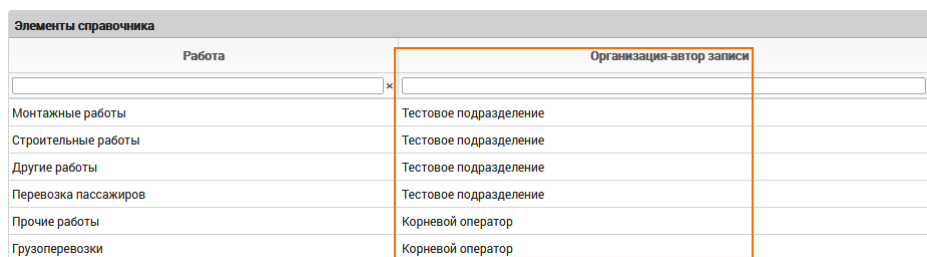 Элементы справочника
Работа Организация-автор записи
×
Монтажные работы Тестовое подразделение
Строительные работы Тестовое подразделение
Другие работы Тестовое подразделение
Перевозка пассажиров Тестовое подразделение
Прочие работы Корневой оператор
Грузоперевозки Корневой оператор